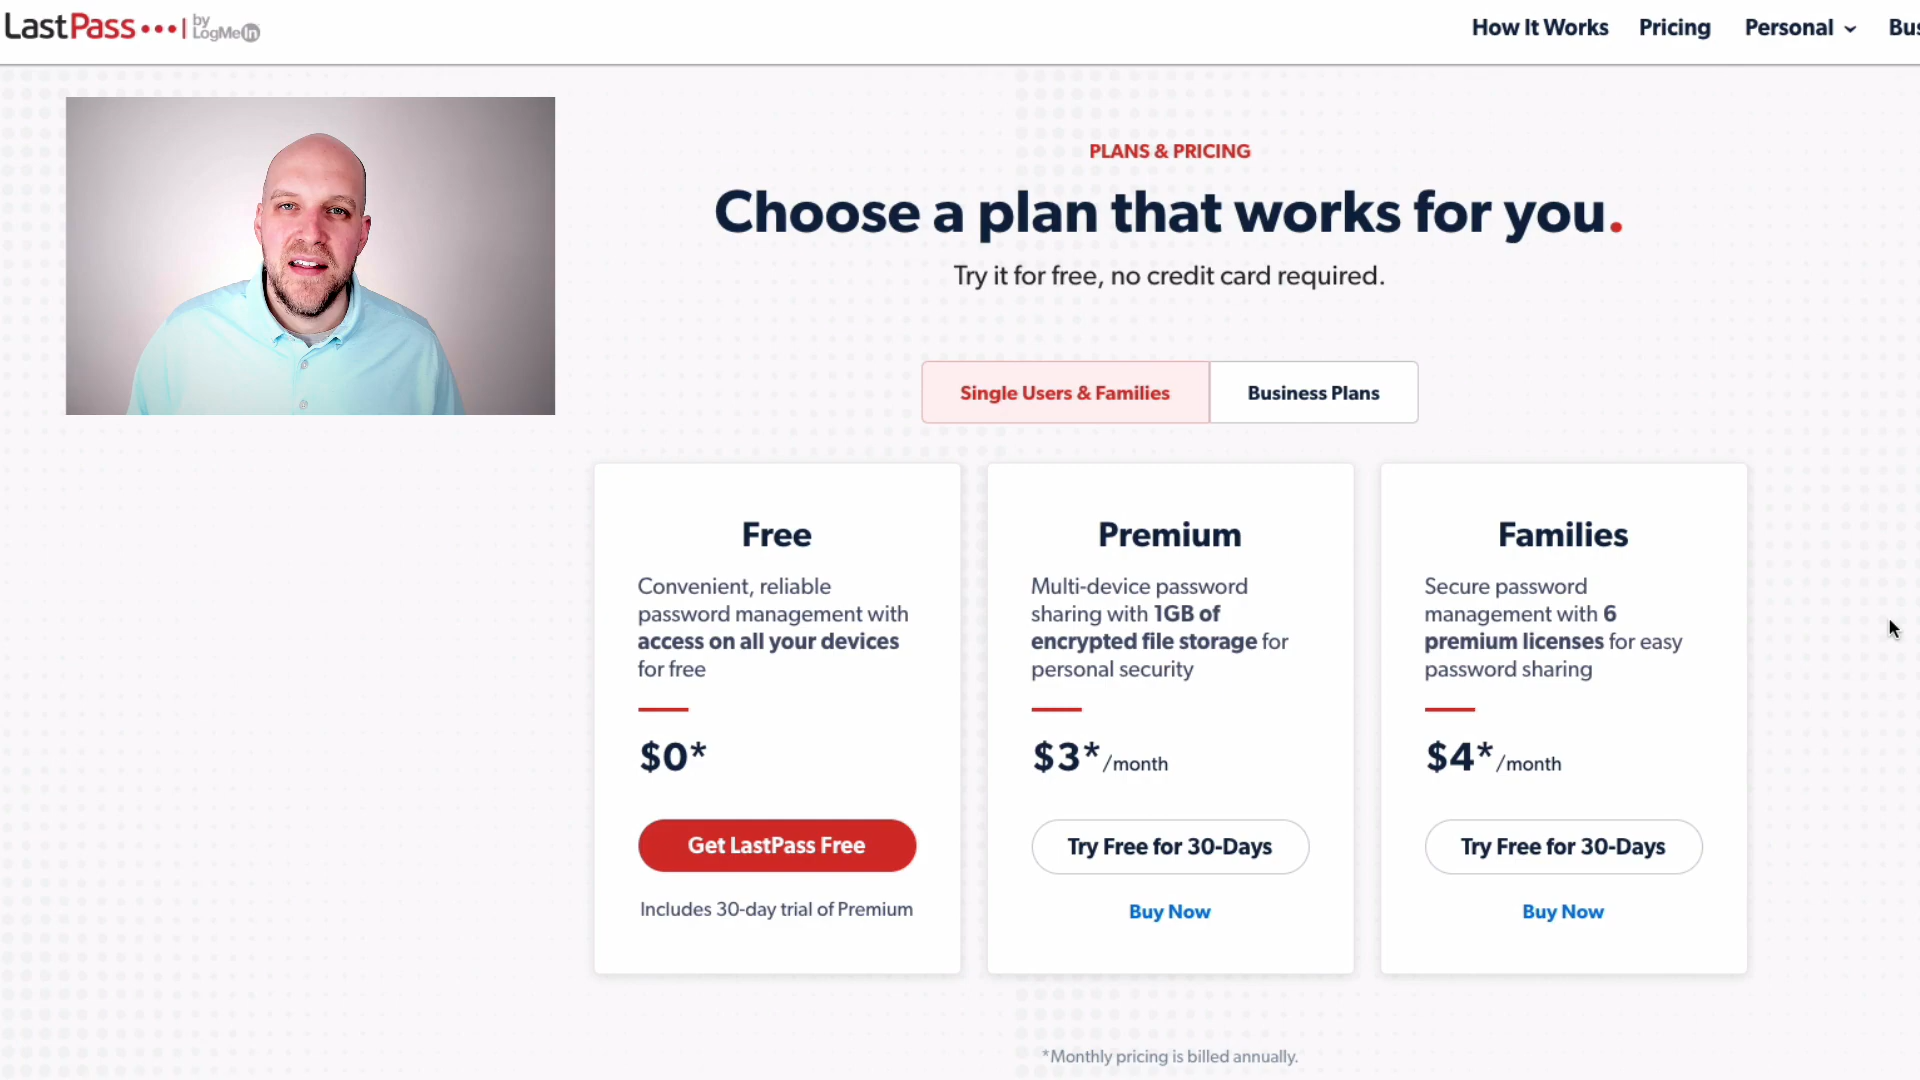 LastPass •••| by LogMeIn
How It Works
Pricing
Personal
Bus
PLANS & PRICING
Choose a plan that works for you.
Try it for free, no credit card required.
Single Users & Families
Business Plans
Free
Convenient, reliable
password management with
access on all your devices
for free
$0*
Get LastPass Free
Includes 30-day trial of Premium
Premium
Multi-device password
sharing with 1GB of
encrypted file storage for
personal security
$3* /month
Try Free for 30-Days
Buy Now
Families
Secure password
management with 6
premium licenses for easy
password sharing
$4* /month
Try Free for 30-Days
Buy Now
*Monthly pricing is billed annually.